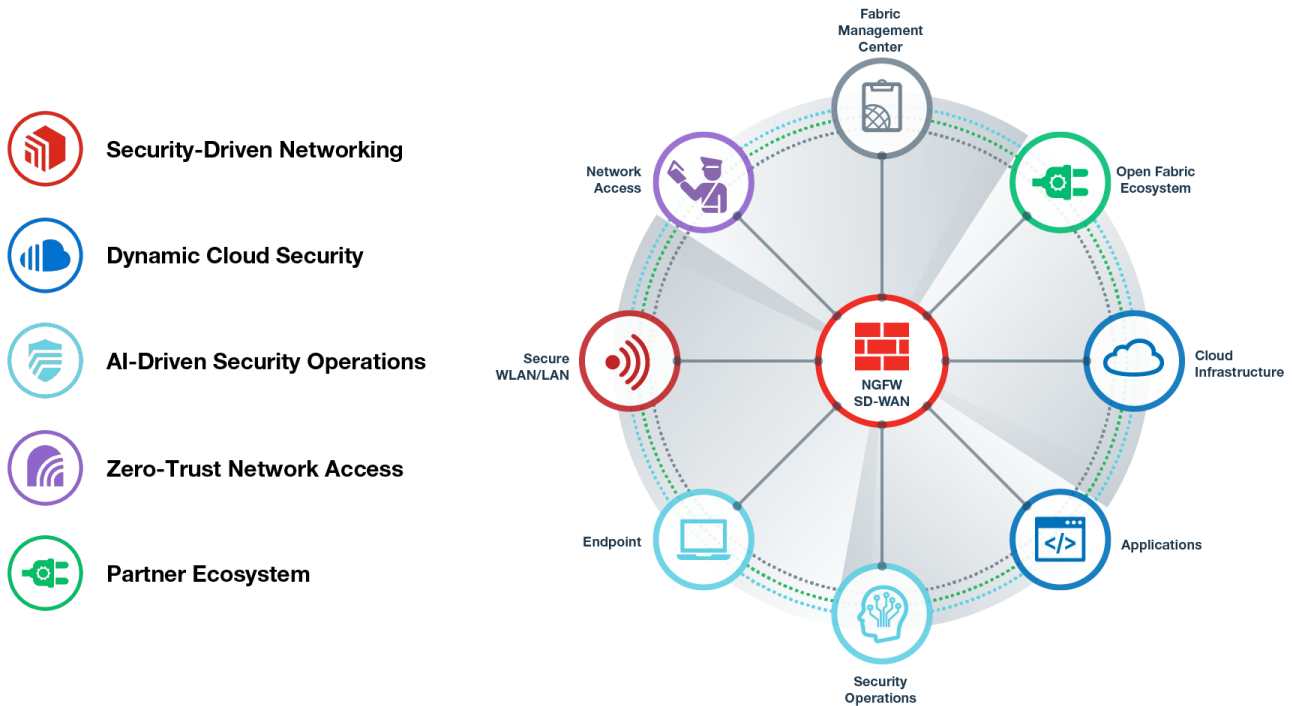 Security-Driven Networking
Dynamic Cloud Security
AI-Driven Security Operations
Zero-Trust Network Access
Partner Ecosystem
Fabric
Management
Center
Network
Access
Open Fabric
Ecosystem
Secure
WLAN/LAN
NGFW
SD-WAN
Cloud
Infrastructure
Endpoint
</>
Applications
Security
Operations